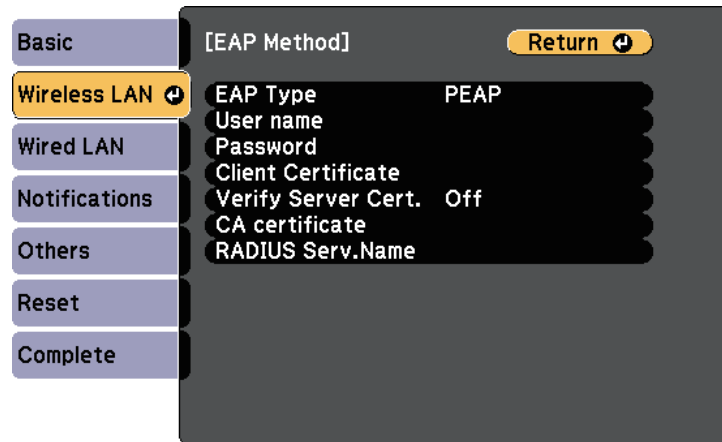 Basic
Wireless LAN
Wired LAN
Notifications
Others
Reset
Complete
[EAP Method]
Return
EAP Type PEAP
User name
Password
Client Certificate
Verify Server Cert. Off
CA certificate
RADIUS Serv.Name